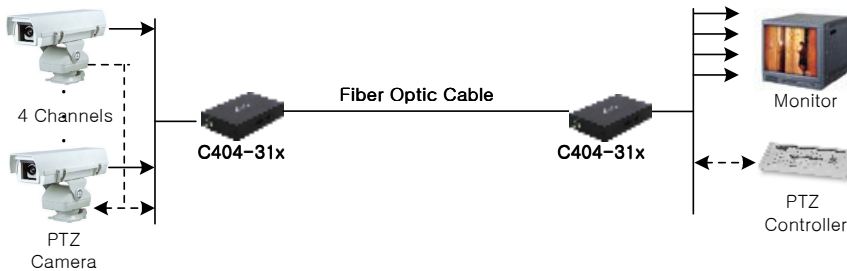 4 Channels
PTZ
Camera
C404-31x
Fiber Optic Cable
C404-31x
Monitor
PTZ
Controller